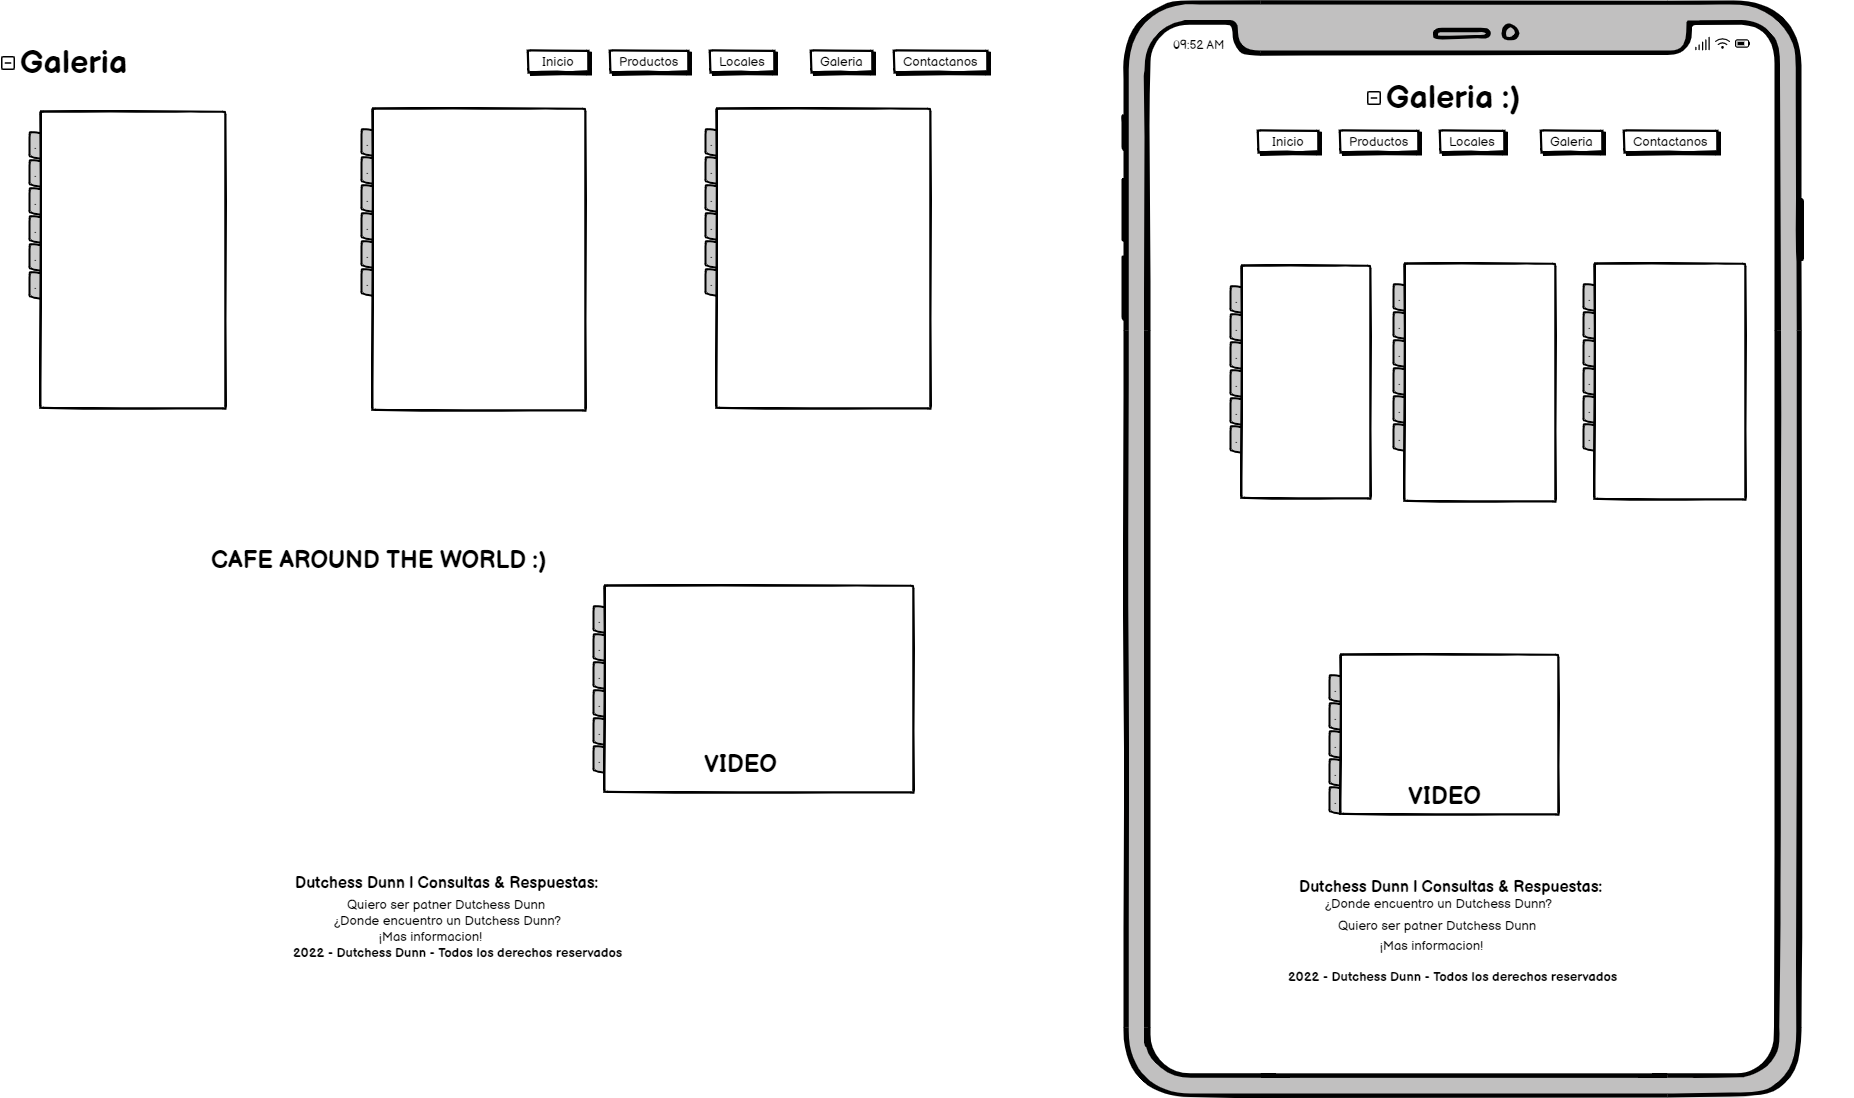 Galeria
Inicio Productos Locales Galeria Contactanos
CAFE AROUND THE WORLD :)
VIDEO
Dutchess Dunn | Consultas & Respuestas:
Quiero ser patner Dutchess Dunn
¿Donde encuentro un Dutchess Dunn?
¡Mas informacion!
2022 - Dutchess Dunn - Todos los derechos reservados
09:52 AM
Galeria :)
Inicio Productos Locales Galeria Contactanos
VIDEO
Dutchess Dunn | Consultas & Respuestas:
¿Donde encuentro un Dutchess Dunn?
Quiero ser patner Dutchess Dunn
¡Mas informacion!
2022 - Dutchess Dunn - Todos los derechos reservados